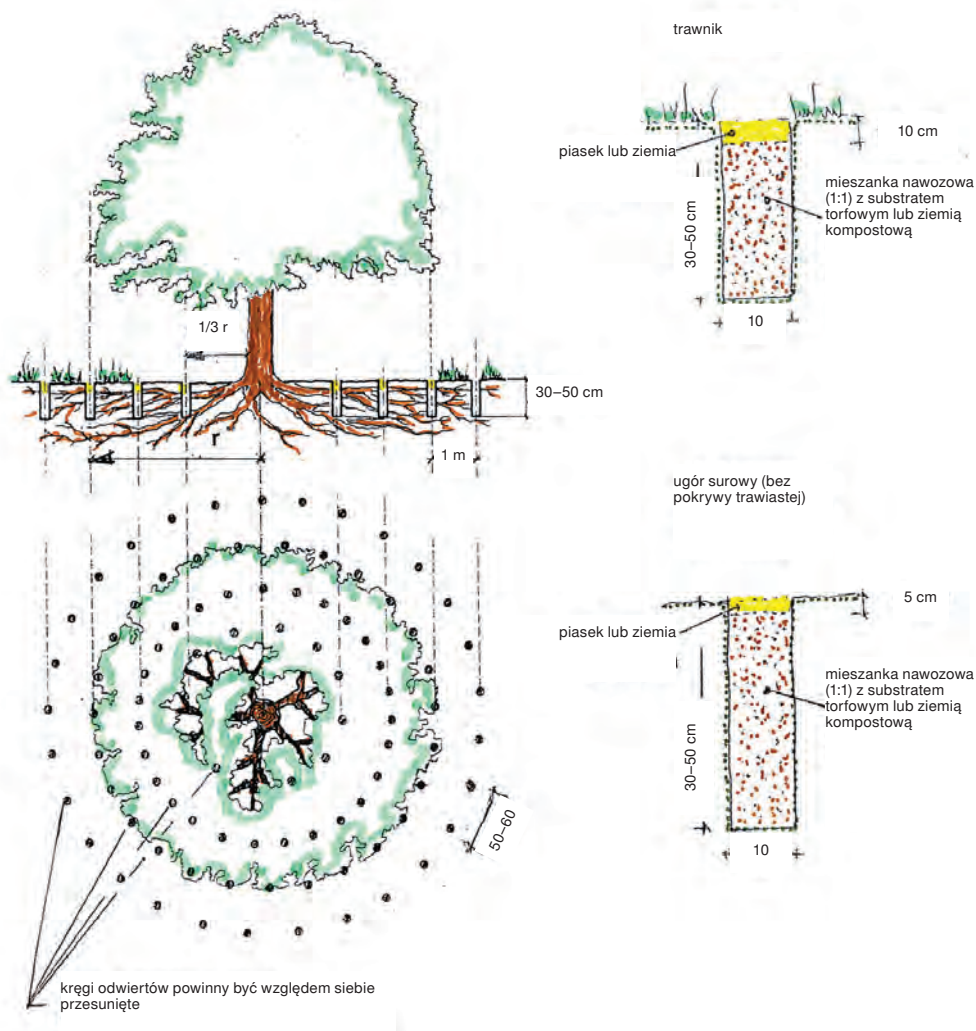 trawnik
piasek lub ziemia
10 cm
30–50 cm
mieszanka nawozowa
(1:1) z substratem
torfowym lub ziemią
kompostową
10
1/3 r
30–50 cm
r
1 m
ugór surowy (bez
pokrywy trawiastej)
5 cm
piasek lub ziemia
mieszanka nawozowa
(1:1) z substratem
torfowym lub ziemią
kompostową
30–50 cm
10
50–60
kręgi odwiertów powinny być względem siebie
przesunięte